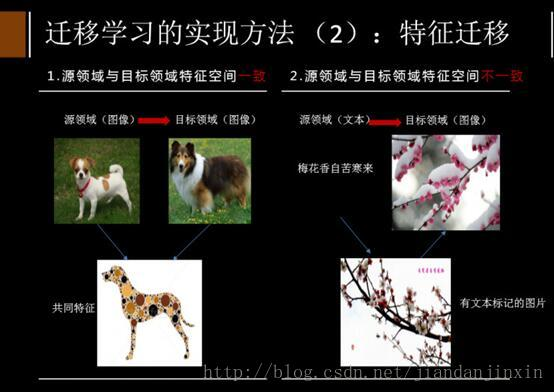 迁移学习的实现方法（2）：特征迁移
1.源领域与目标领域特征空间一致
2.源领域与目标领域特征空间不一致
源领域（图像）
目标领域（图像）
源领域（文本）
目标领域（图像）
梅花香自苦寒来
共同特征
有文本标记的图片
http://blog.csdn.net/jiandanjinxin